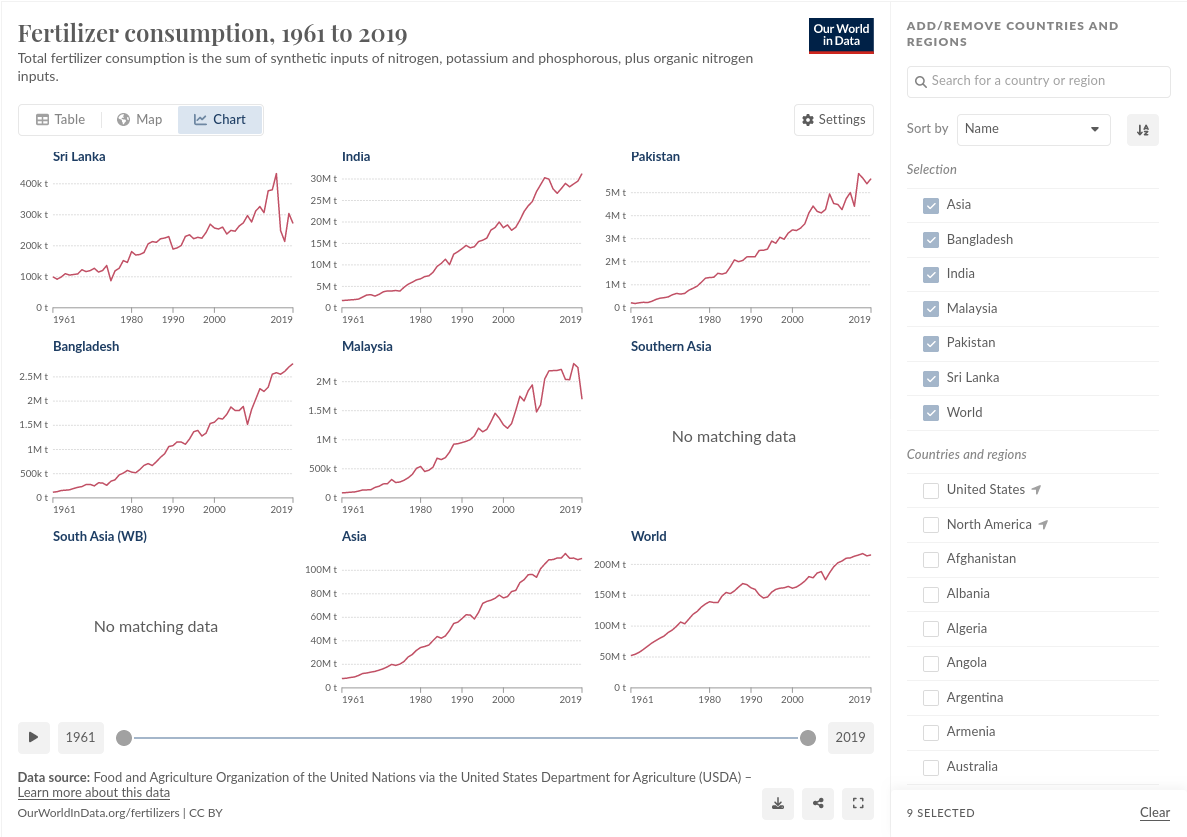 Fertilizer consumption, 1961 to 2019
Total fertilizer consumption is the sum of synthetic inputs of nitrogen, potassium and phosphorous, plus organic nitrogen
inputs.
Our World
in Data
Table
Map
Chart
Settings
Sri Lanka
400k t
300k t
200k t
100k t
0 t
1961
1980
1990
2000
2019
India
30M t
25M t
20M t
15M t
10M t
5M t
0 t
1961
1980
1990
2000
2019
Pakistan
5M t
4M t
3M t
2M t
1M t
0 t
1961
1980
1990
2000
2019
Bangladesh
2.5M t
2M t
1.5M t
1M t
500k t
0 t
1961
1980
1990
2000
2019
Malaysia
2M t
1.5M t
1M t
500k t
0 t
1961
1980
1990
2000
2019
Southern Asia
No matching data
South Asia (WB)
No matching data
Asia
100M t
80M t
60M t
40M t
20M t
0 t
1961
1980
1990
2000
2019
World
200M t
150M t
100M t
50M t
0 t
1961
1980
1990
2000
2019
1961
2019
Data source: Food and Agriculture Organization of the United Nations via the United States Department for Agriculture (USDA) –
Learn more about this data
OurWorldInData.org/fertilizers | CC BY
ADD/REMOVE COUNTRIES AND
REGIONS
Search for a country or region
Sort by
Name
Selection
Asia
Bangladesh
India
Malaysia
Pakistan
Sri Lanka
World
Countries and regions
United States
North America
Afghanistan
Albania
Algeria
Angola
Argentina
Armenia
Australia
9 SELECTED
Clear